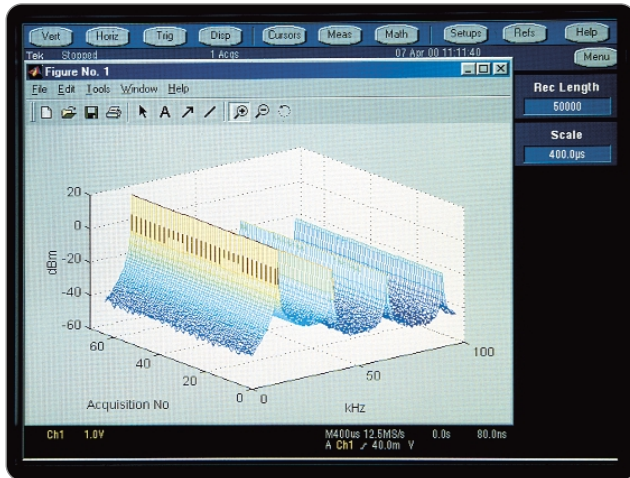 Vert Horiz Trig Disp Cursors Meas Math Setups Refs Help
Tek Stopped 1 Acqs 07 Apr 00 11:11:40
Menu
Figure No. 1
File Edit Tools Window Help
A
Rec Length
50000
Scale
400.0µs
20
0
-20
-40
-60
dBm
60
40
20
0
Acquisition No
0
50
100
kHz
Ch1 1.0V M400us 12.5MS/s 0.0s 80.0ns
A Ch1 40.0m V